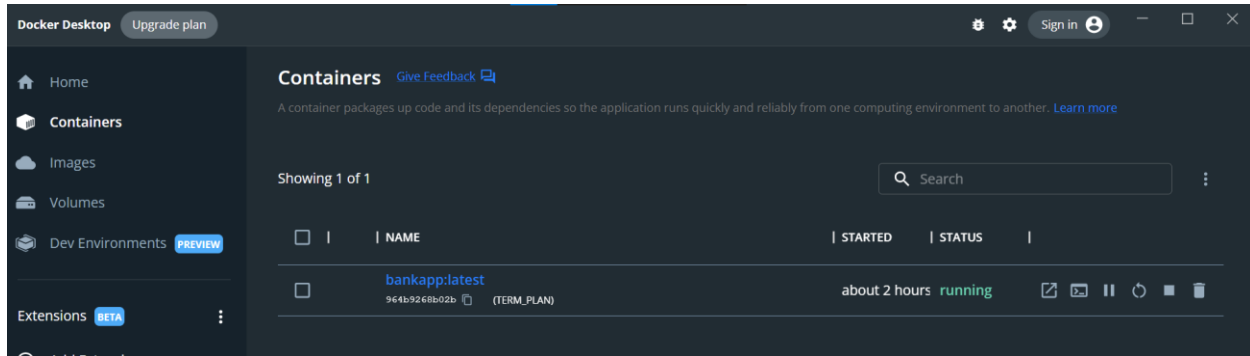 Docker Desktop Upgrade plan Sign in
Home
Containers
Images
Volumes
Dev Environments PREVIEW
Extensions BETA
Containers Give Feedback
A container packages up code and its dependencies so the application runs quickly and reliably from one computing environment to another. Learn more
Showing 1 of 1 Search
NAME STARTED STATUS
bankapp:latest
964b9268b02b (TERM_PLAN) about 2 hours running